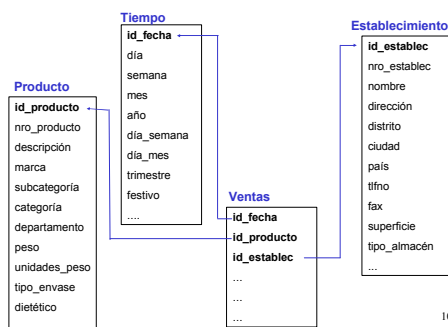 Tiempo
id_fecha
día
semana
mes
año
día_semana
día_mes
trimestre
festivo
....
Establecimiento
id_establec
nro_establec
nombre
dirección
distrito
ciudad
país
tlfno
fax
superficie
tipo_almacén
...
Producto
id_producto
nro_producto
descripción
marca
subcategoría
categoría
departamento
peso
unidades_peso
tipo_envase
dietético
Ventas
id_fecha
id_producto
id_establec
...
...
...